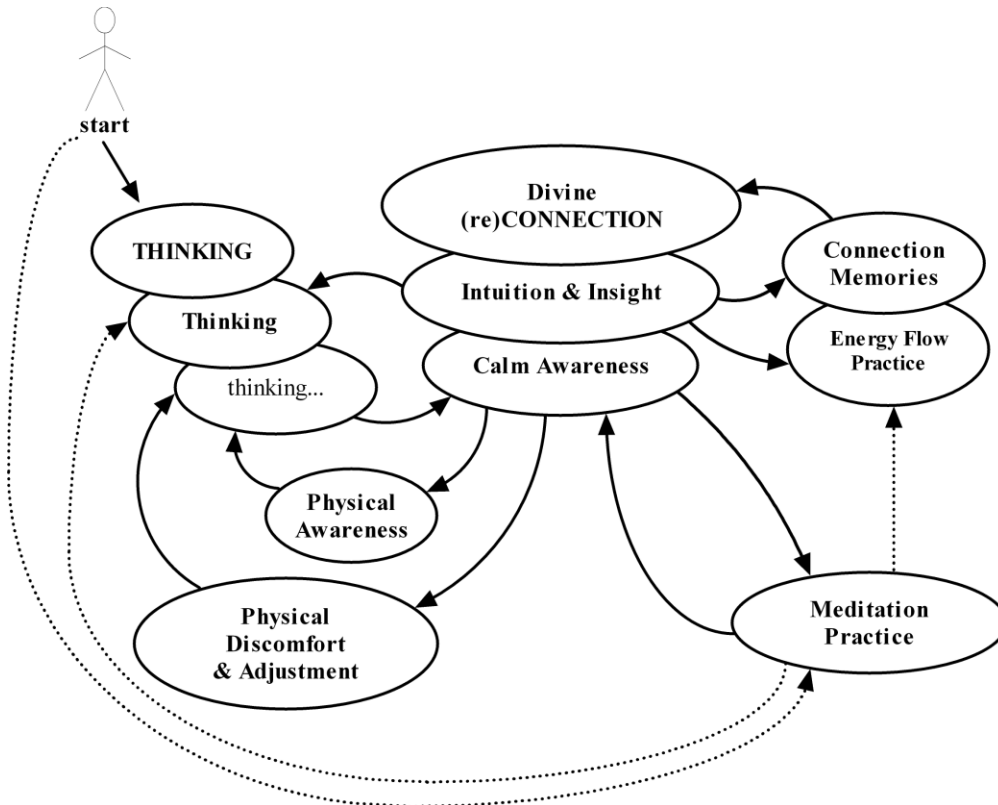 start
Divine
(re)CONNECTION
THINKING
Connection
Memories
Intuition & Insight
Thinking
Energy Flow
Practice
Calm Awareness
thinking...
Physical
Awareness
Meditation
Practice
Physical
Discomfort
& Adjustment